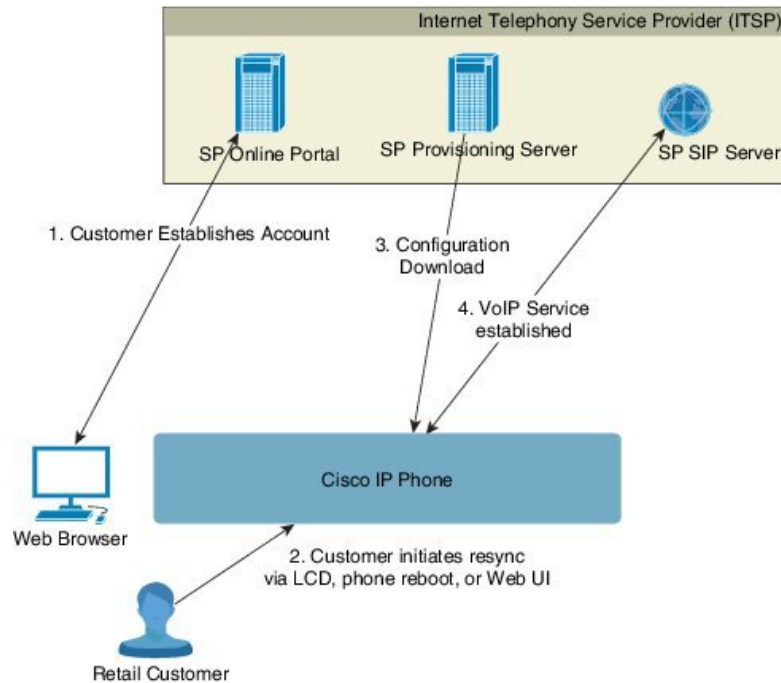 Internet Telephony Service Provider (ITSP)
SP Online Portal
SP Provisioning Server
SP SIP Server
1. Customer Establishes Account
3. Configuration
Download
4. VoIP Service
established
Cisco IP Phone
Web Browser
2. Customer initiates resync
via LCD, phone reboot, or Web UI
Retail Customer